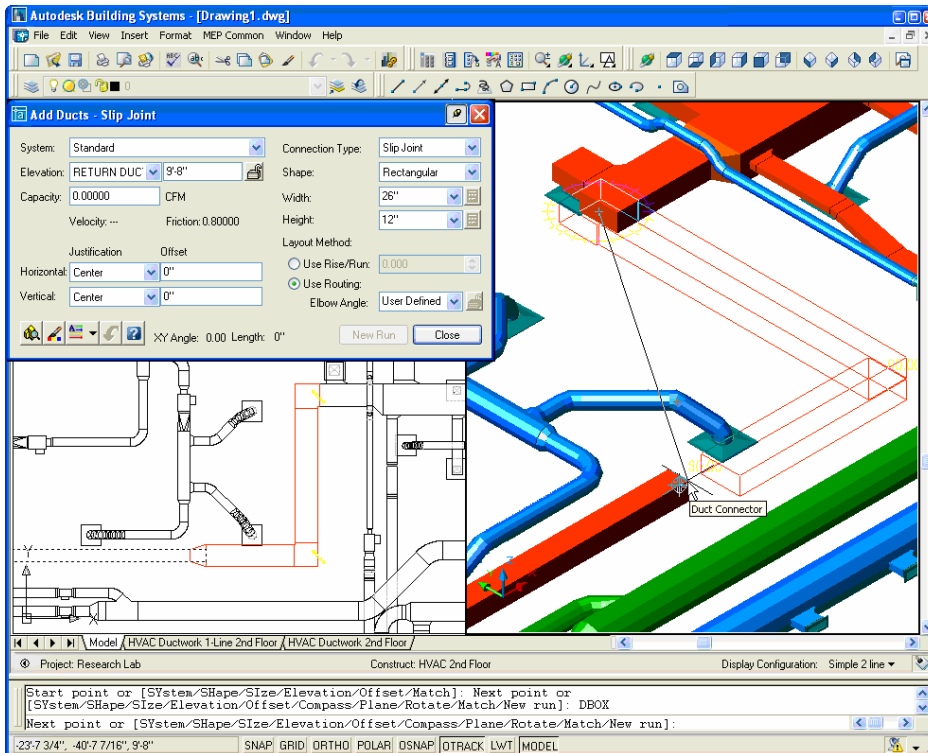 Autodesk Building Systems - [Drawing1.dwg]
File Edit View Insert Format MEP Common Window Help
0
Add Ducts - Slip Joint
System: Standard Connection Type: Slip Joint
Elevation: RETURN DUC 9'-8" Shape: Rectangular
Capacity: 0.00000 CFM Width: 26"
Velocity: --- Friction: 0.80000 Height: 12"
Justification Offset Layout Method:
Horizontal: Center 0" Use Rise/Run: 0.000
Vertical: Center 0" Use Routing:
Elbow Angle: User Defined
XY Angle: 0.00 Length: 0" New Run Close
Duct Connector
Y
X
Z
Model HVAC Ductwork 1-Line 2nd Floor HVAC Ductwork 2nd Floor
Project: Research Lab Construct: HVAC 2nd Floor Display Configuration: Simple 2 line
Start point or [SYstem/SHape/SIze/Elevation/Offset/Match]: Next point or
[SYstem/SHape/SIze/Elevation/Offset/Compass/Plane/Rotate/Match/New run]: DBOX
Next point or [SYstem/SHape/SIze/Elevation/Offset/Compass/Plane/Rotate/Match/New run]:
-23'-7 3/4", -40'-7 7/16", 9'-8" SNAP GRID ORTHO POLAR OSNAP OTRACK LWT MODEL